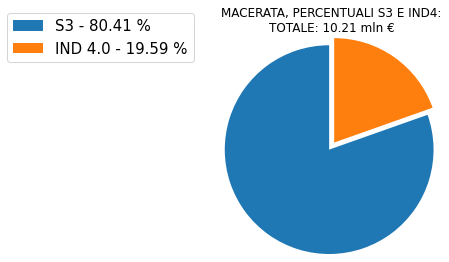 MACERATA, PERCENTUALI S3 E IND4:
TOTALE: 10.21 mln €
S3 - 80.41 %
IND 4.0 - 19.59 %